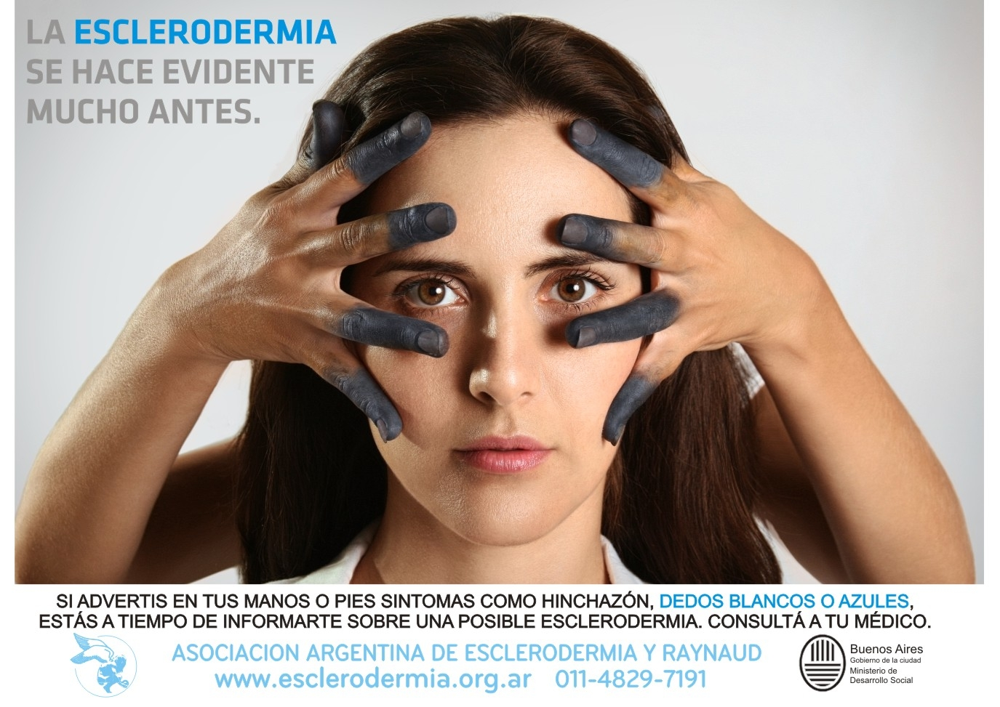 LA ESCLERODERMIA
SE HACE EVIDENTE
MUCHO ANTES.
SI ADVERTIS EN TUS MANOS O PIES SINTOMAS COMO HINCHAZÓN, DEDOS BLANCOS O AZULES,
ESTÁS A TIEMPO DE INFORMARTE SOBRE UNA POSIBLE ESCLERODERMIA. CONSULTÁ A TU MÉDICO.
ASOCIACION ARGENTINA DE ESCLERODERMIA Y RAYNAUD
www.esclerodermia.org.ar 011-4829-7191
Buenos Aires
Gobierno de la ciudad
Ministerio de
Desarrollo Social